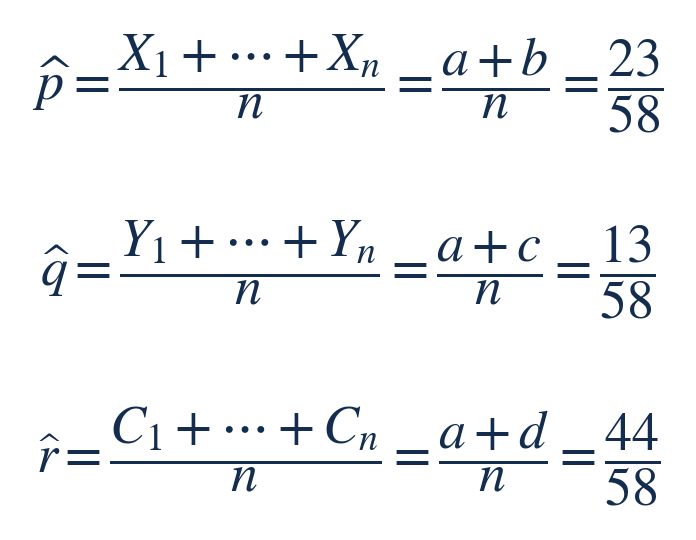 p̂ = (X₁ + ⋯ + Xₙ)/n = (a + b)/n = 23/58
q̂ = (Y₁ + ⋯ + Yₙ)/n = (a + c)/n = 13/58
r̂ = (C₁ + ⋯ + Cₙ)/n = (a + d)/n = 44/58